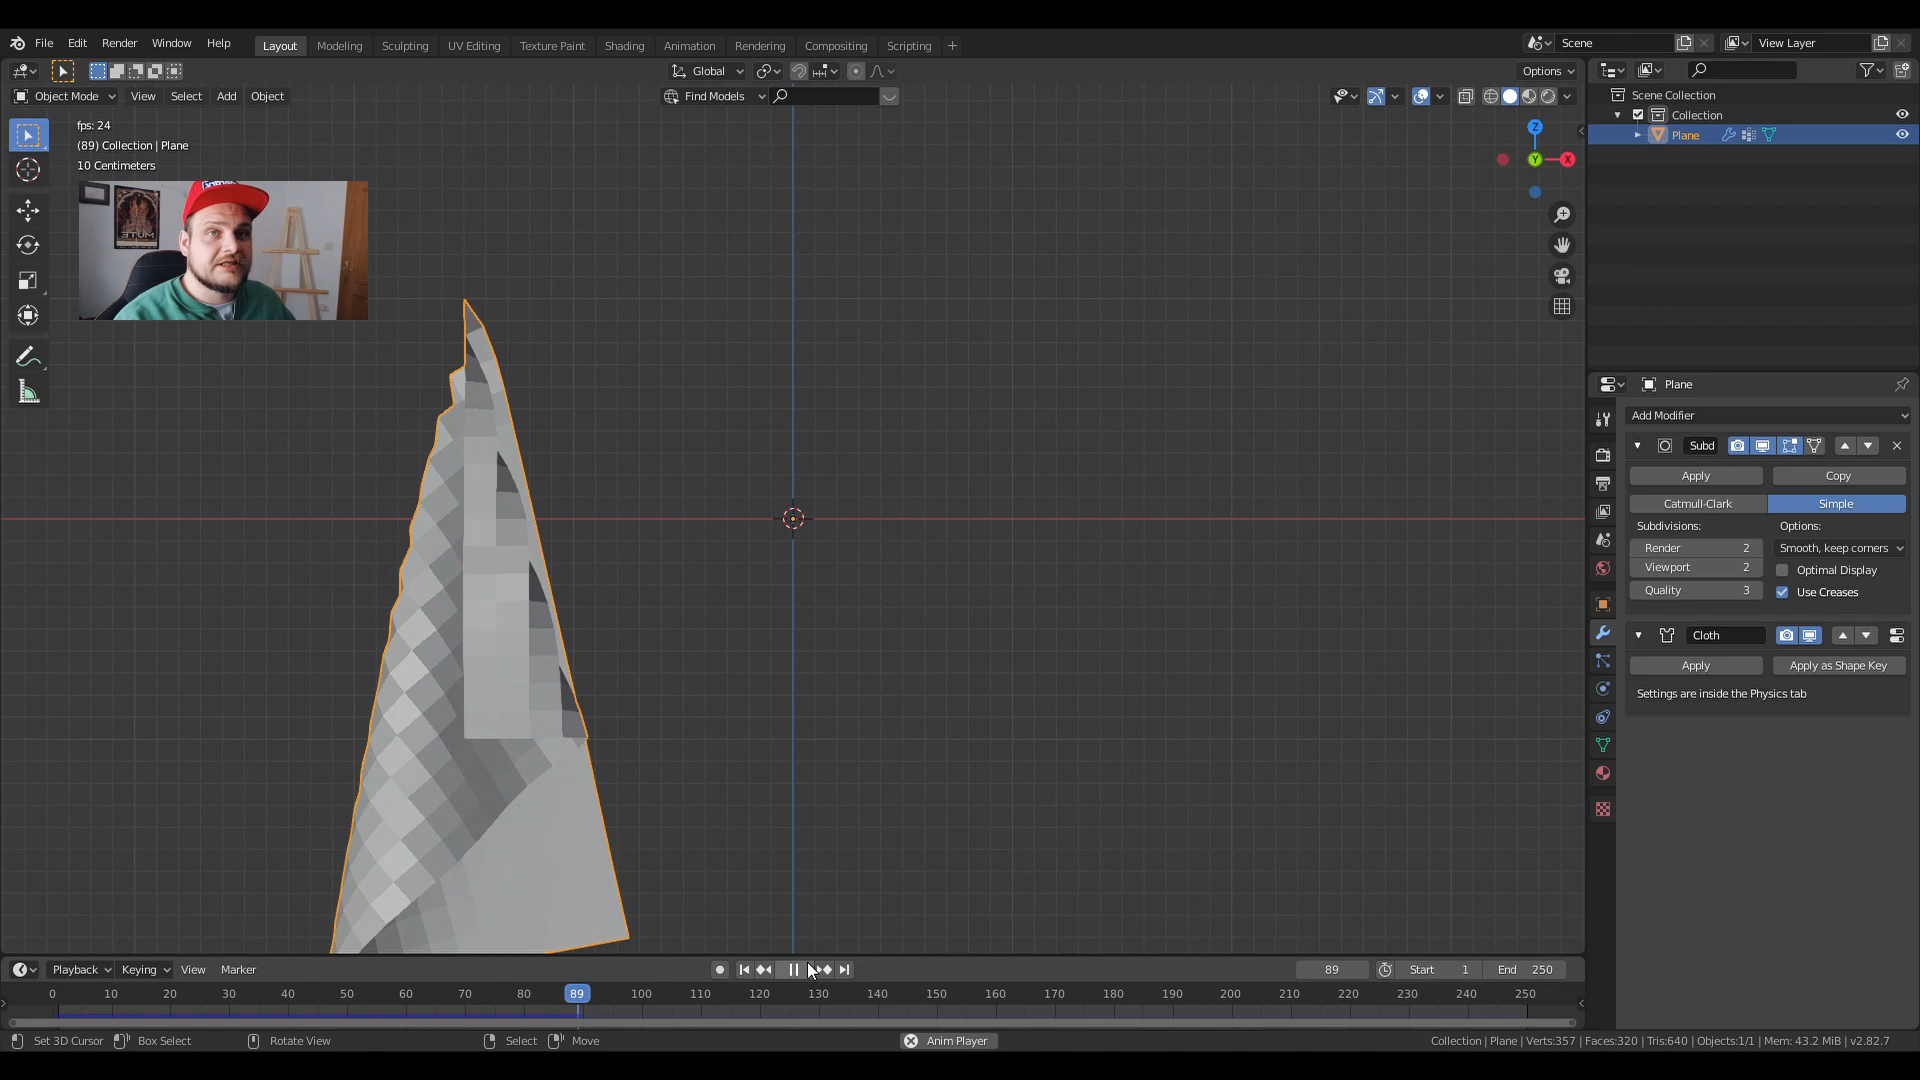 File Edit Render Window Help Layout Modeling Sculpting UV Editing Texture Paint Shading Animation Rendering Compositing Scripting + Scene View Layer
Global Options
Object Mode View Select Add Object Find Models
fps: 24
(89) Collection | Plane
10 Centimeters
MUTE
Z
Y X
Scene Collection
Collection
Plane
Plane
Add Modifier
Subd
Apply Copy
Catmull-Clark Simple
Subdivisions: Options:
Render 2 Smooth, keep corners
Viewport 2 Optimal Display
Quality 3 Use Creases
Cloth
Apply Apply as Shape Key
Settings are inside the Physics tab
Playback Keying View Marker 89 Start 1 End 250
0 10 20 30 40 50 60 70 80 89 100 110 120 130 140 150 160 170 180 190 200 210 220 230 240 250
Set 3D Cursor Box Select Rotate View Select Move Anim Player Collection | Plane | Verts:357 | Faces:320 | Tris:640 | Objects:1/1 | Mem: 43.2 MiB | v2.82.7